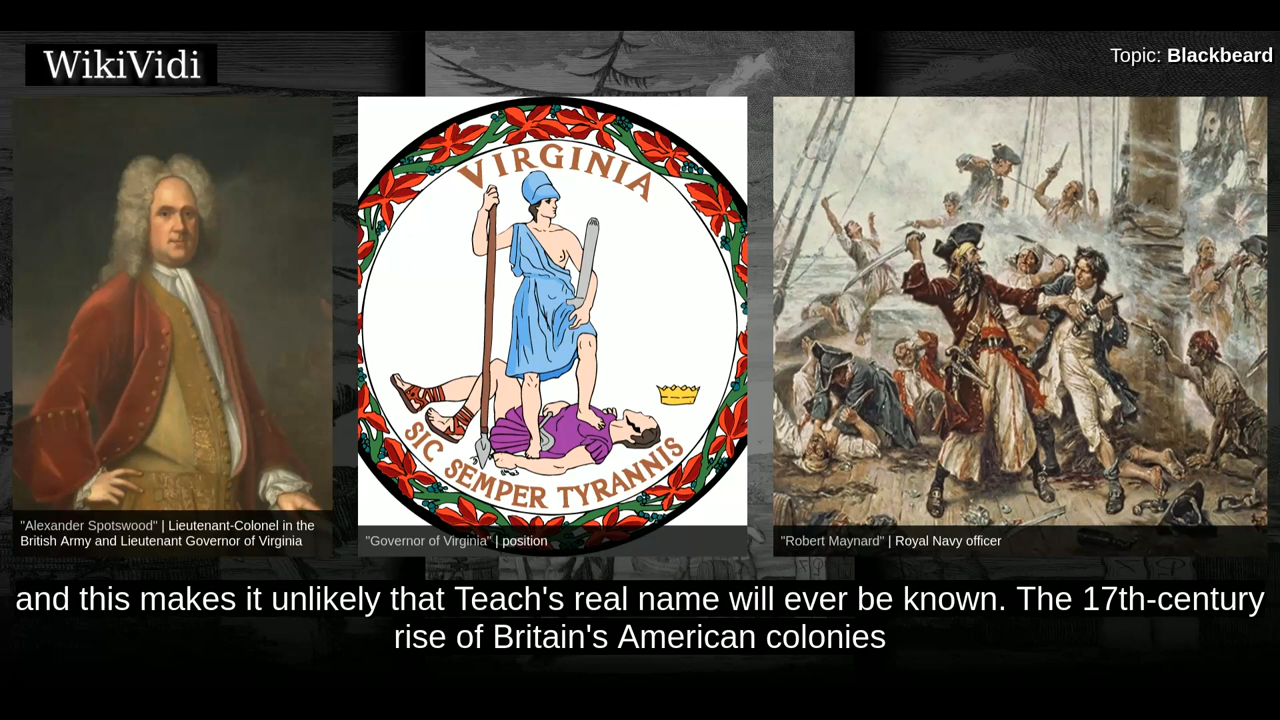 WikiVidi
Topic: Blackbeard
VIRGINIA
SIC SEMPER TYRANNIS
"Alexander Spotswood" | Lieutenant-Colonel in the
British Army and Lieutenant Governor of Virginia
"Governor of Virginia" | position
"Robert Maynard" | Royal Navy officer
and this makes it unlikely that Teach's real name will ever be known. The 17th-century
rise of Britain's American colonies